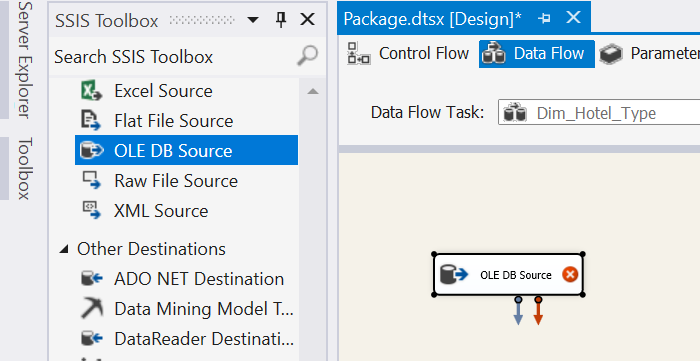 Server Explorer
Toolbox
SSIS Toolbox
Search SSIS Toolbox
Excel Source
Flat File Source
OLE DB Source
Raw File Source
XML Source
Other Destinations
ADO NET Destination
Data Mining Model T...
DataReader Destinati...
Package.dtsx [Design]*
Control Flow
Data Flow
Parameter
Data Flow Task:
Dim_Hotel_Type
OLE DB Source